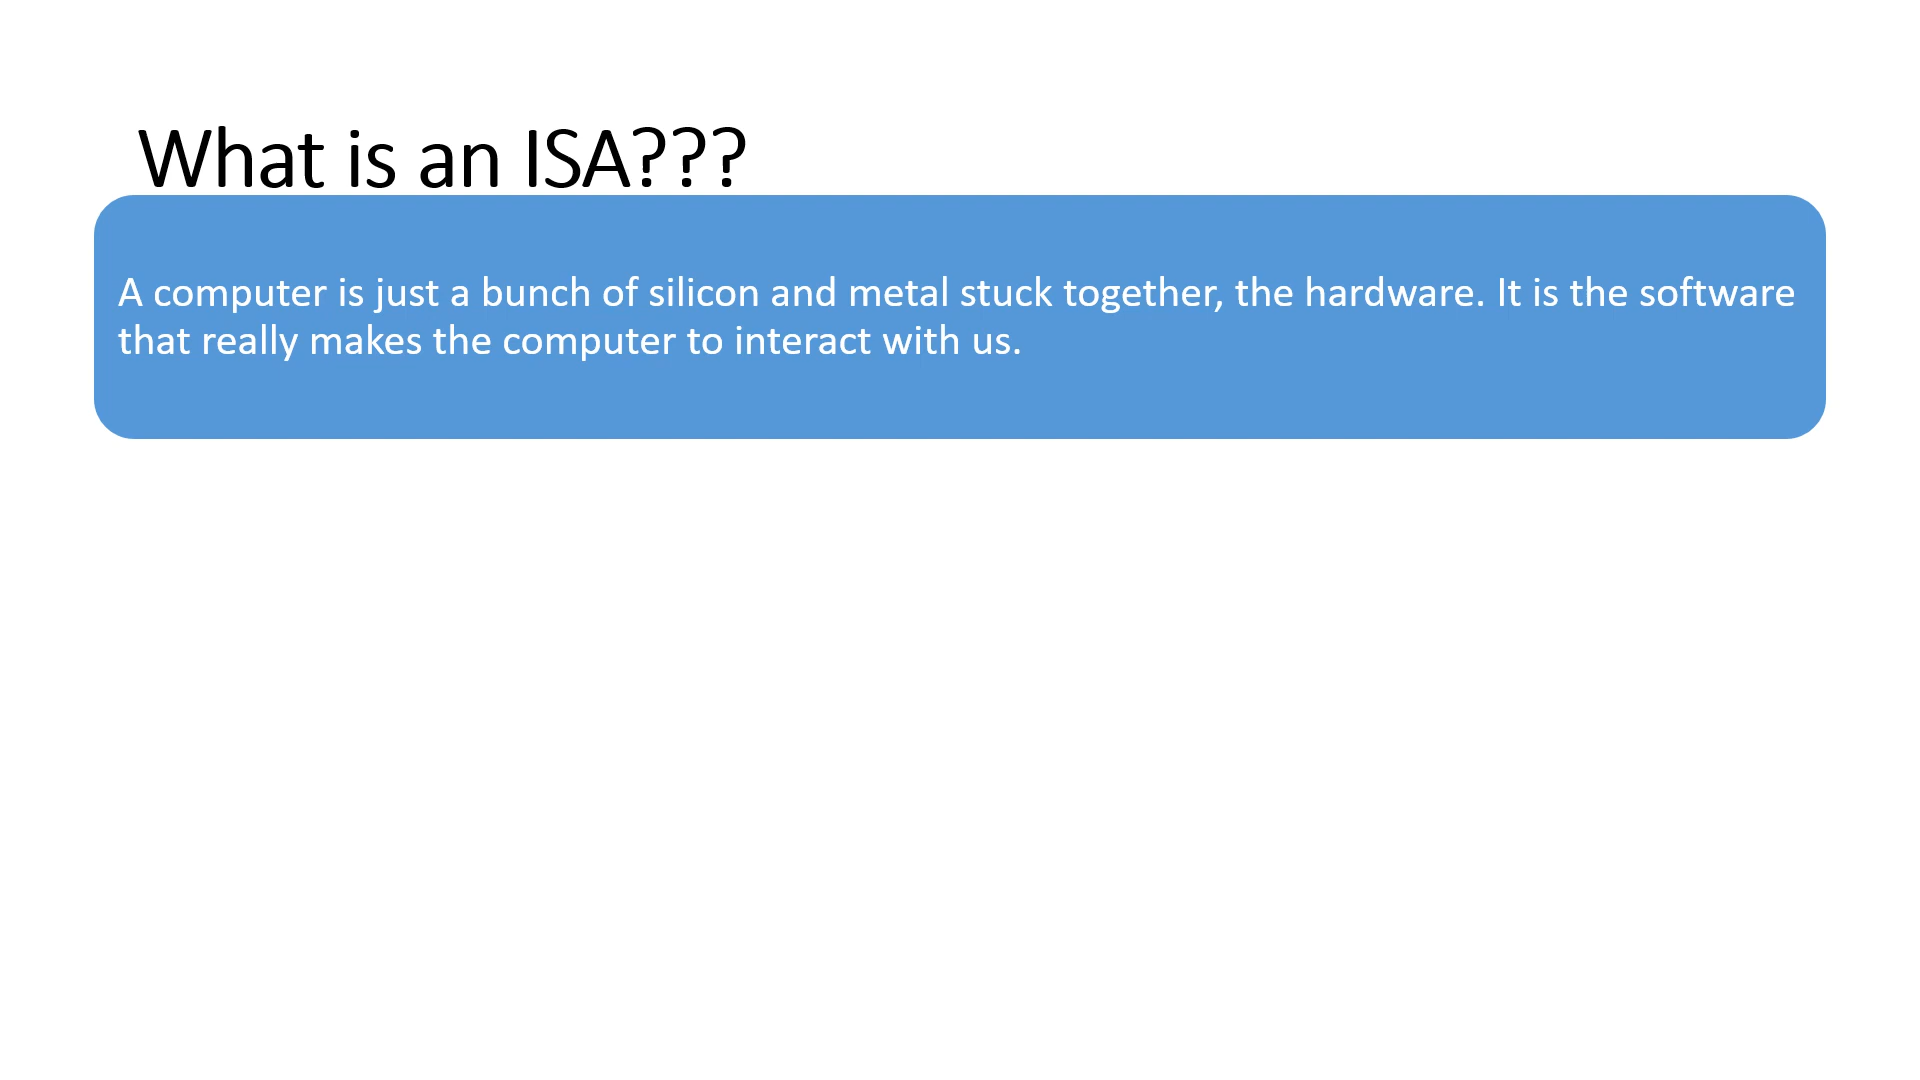 What is an ISA???
A computer is just a bunch of silicon and metal stuck together, the hardware. It is the software
that really makes the computer to interact with us.